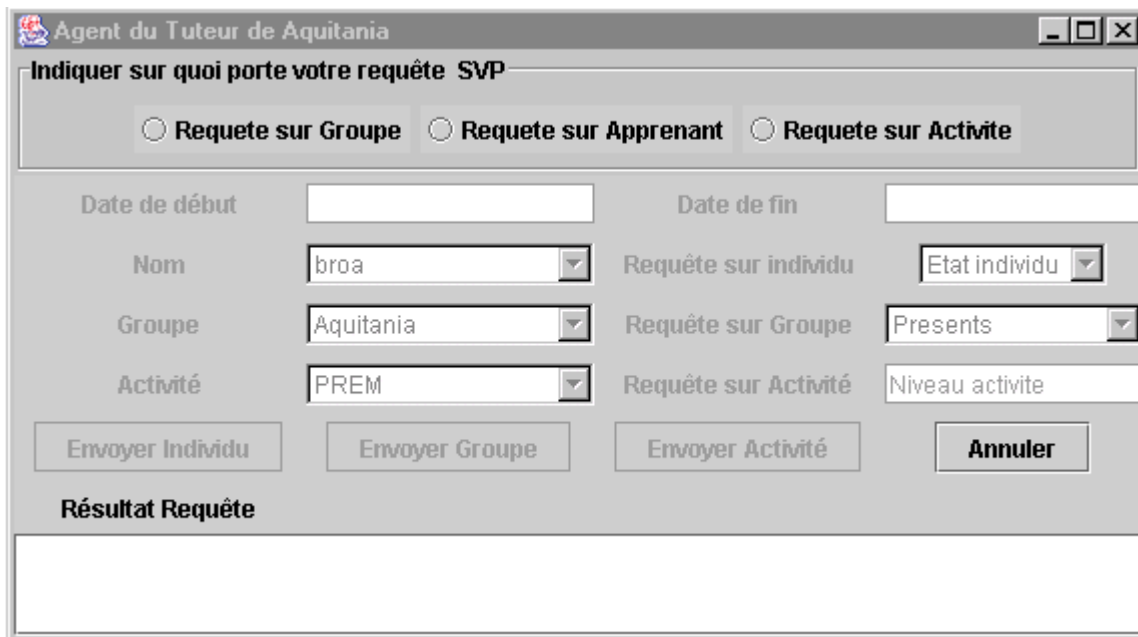 Agent du Tuteur de Aquitania
Indiquer sur quoi porte votre requête SVP
Requete sur Groupe Requete sur Apprenant Requete sur Activite
Date de début Date de fin
Nom broa Requête sur individu Etat individu
Groupe Aquitania Requête sur Groupe Presents
Activité PREM Requête sur Activité Niveau activite
Envoyer Individu Envoyer Groupe Envoyer Activité Annuler
Résultat Requête